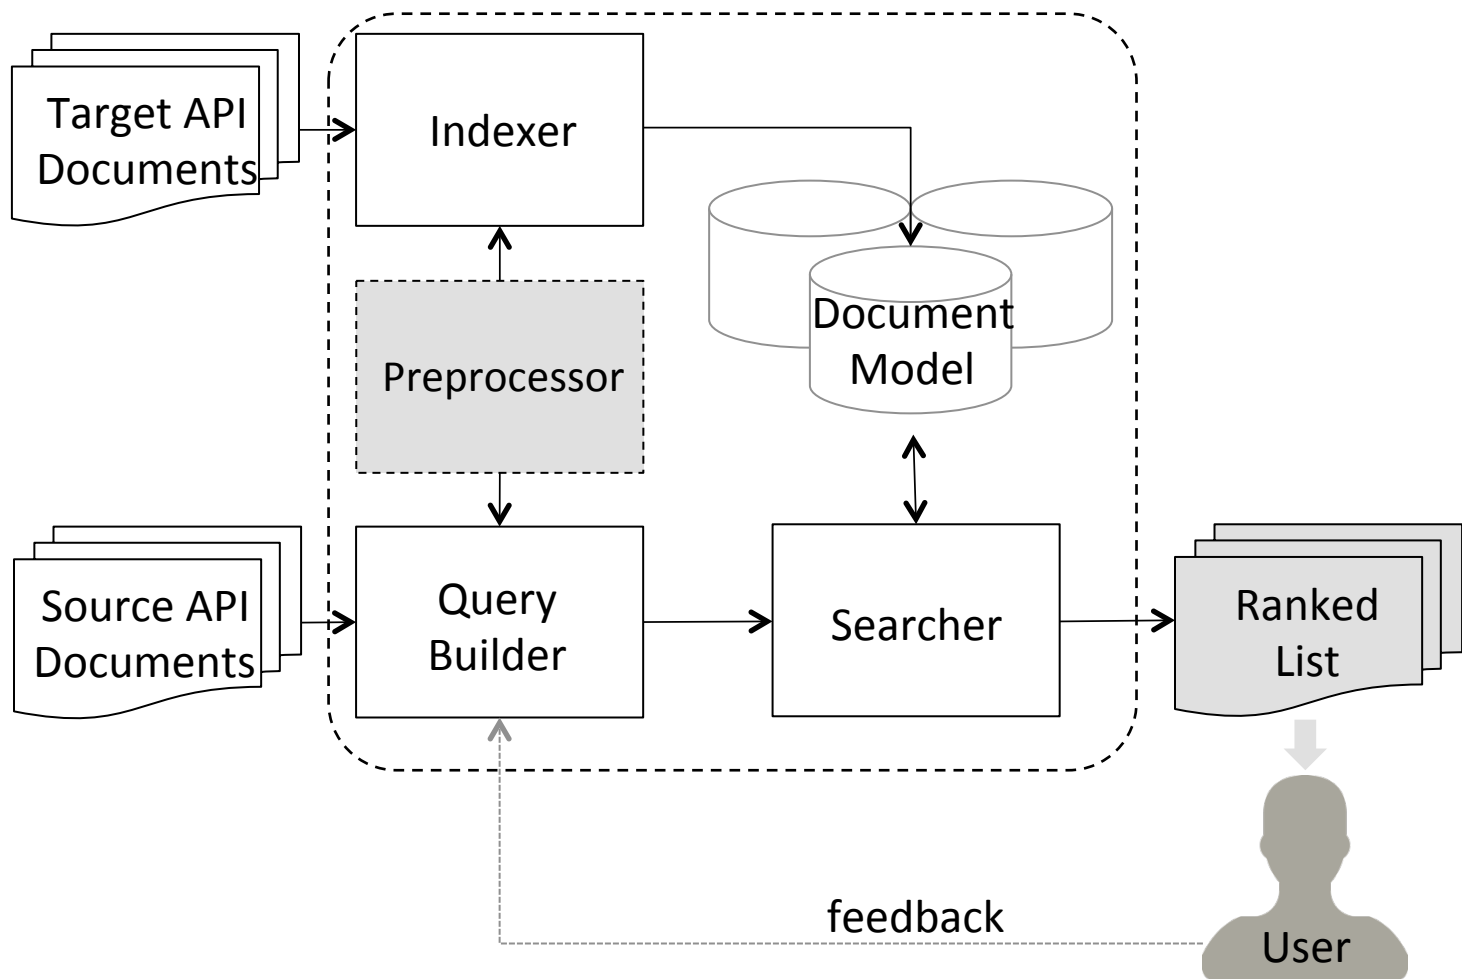 Target API
Documents
Indexer
Document
Model
Preprocessor
Source API
Documents
Query
Builder
Searcher
Ranked
List
feedback
User